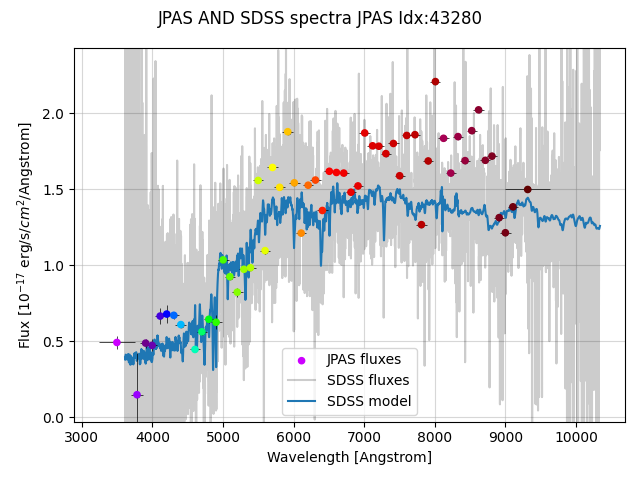 JPAS AND SDSS spectra JPAS Idx:43280
Flux [10⁻¹⁷ erg/s/cm²/Angstrom]
2.0
1.5
1.0
0.5
0.0
JPAS fluxes
SDSS fluxes
SDSS model
3000 4000 5000 6000 7000 8000 9000 10000
Wavelength [Angstrom]